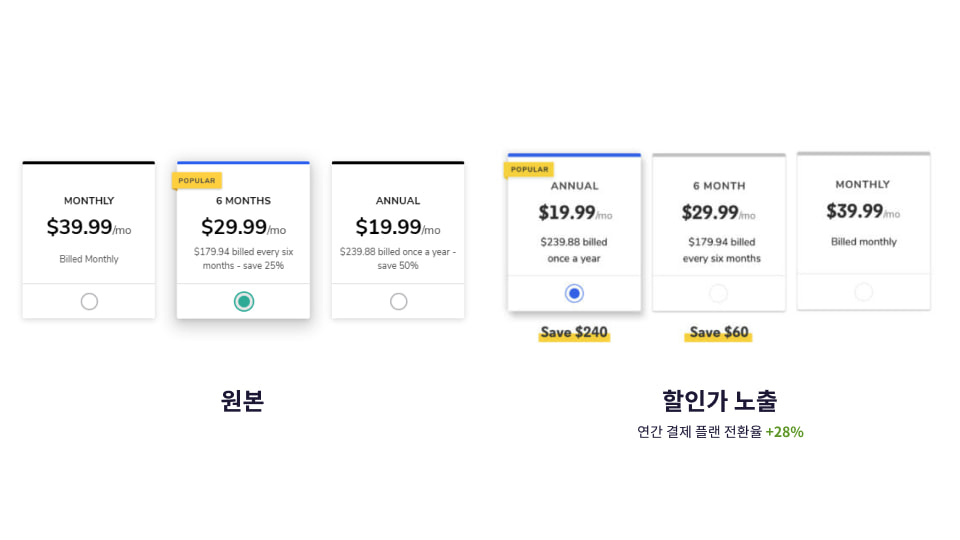 MONTHLY
$39.99/mo
Billed Monthly
POPULAR
6 MONTHS
$29.99/mo
$179.94 billed every six
months - save 25%
ANNUAL
$19.99/mo
$239.88 billed once a year -
save 50%
원본
POPULAR
ANNUAL
$19.99/mo
$239.88 billed
once a year
Save $240
6 MONTH
$29.99/mo
$179.94 billed
every six months
Save $60
MONTHLY
$39.99/mo
Billed monthly
할인가 노출
연간 결제 플랜 전환율 +28%